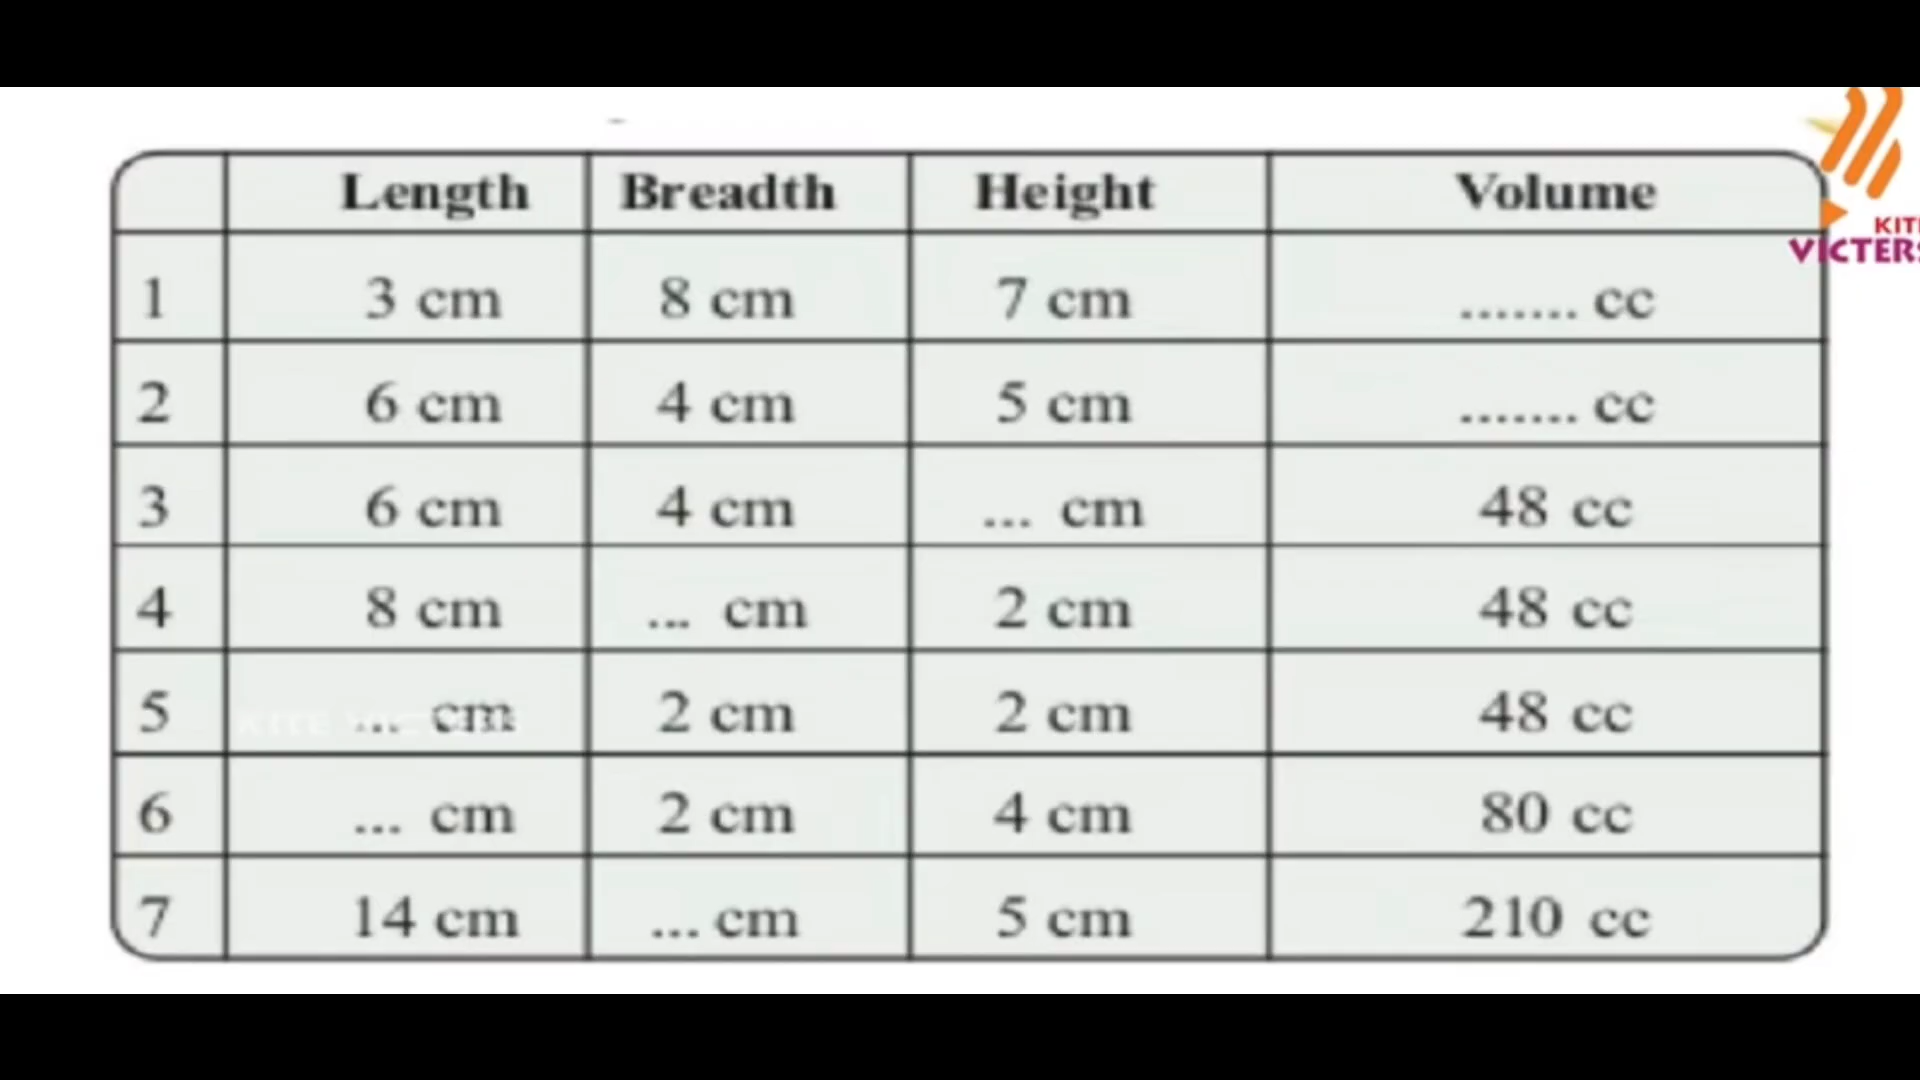 Length Breadth Height Volume
1 3 cm 8 cm 7 cm ....... cc
2 6 cm 4 cm 5 cm ....... cc
3 6 cm 4 cm ... cm 48 cc
4 8 cm ... cm 2 cm 48 cc
5 ... cm 2 cm 2 cm 48 cc
6 ... cm 2 cm 4 cm 80 cc
7 14 cm ... cm 5 cm 210 cc
KITE
VICTERS
KITE VICTERS